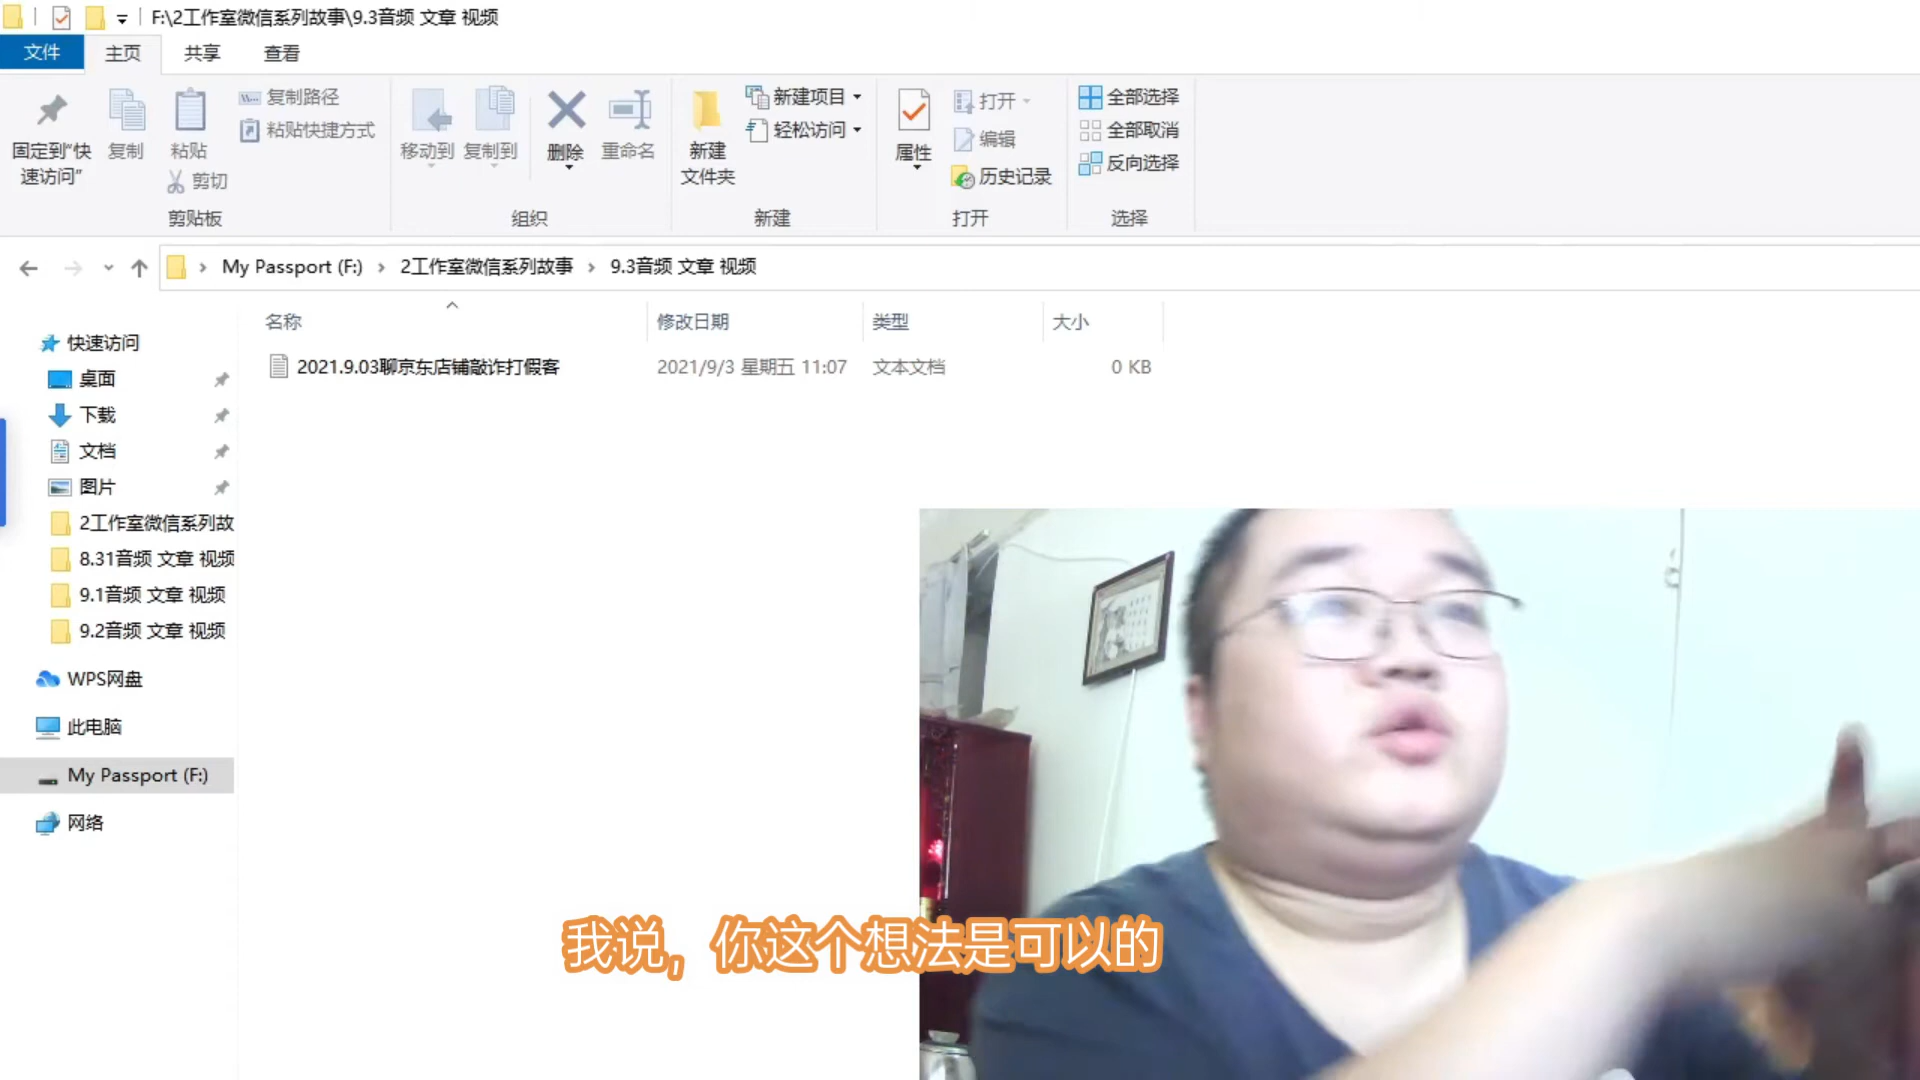 F:\2工作室微信系列故事\9.3音频 文章 视频
文件 主页 共享 查看
固定到“快速访问”
复制
粘贴
复制路径
粘贴快捷方式
剪切
剪贴板
移动到
复制到
删除
重命名
组织
新建文件夹
新建项目
轻松访问
新建
属性
打开
编辑
历史记录
打开
全部选择
全部取消
反向选择
选择
My Passport (F:) › 2工作室微信系列故事 › 9.3音频 文章 视频
名称 修改日期 类型 大小
2021.9.03聊京东店铺敲诈打假客 2021/9/3 星期五 11:07 文本文档 0 KB
快速访问
桌面
下载
文档
图片
2工作室微信系列故
8.31音频 文章 视频
9.1音频 文章 视频
9.2音频 文章 视频
WPS网盘
此电脑
My Passport (F:)
网络
我说，你这个想法是可以的